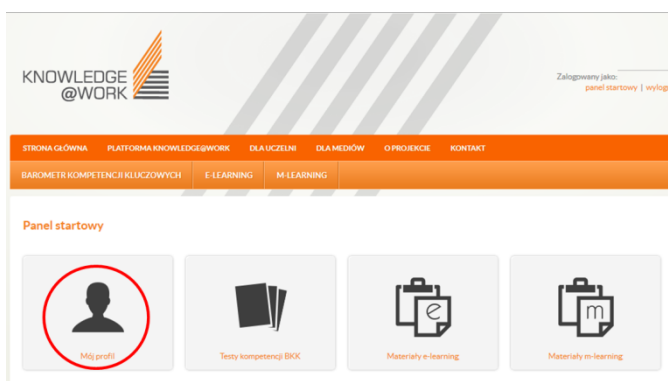 KNOWLEDGE
@WORK
Zalogowany jako:
panel startowy | wylogu
STRONA GŁÓWNA PLATFORMA KNOWLEDGE@WORK DLA UCZELNI DLA MEDIÓW O PROJEKCIE KONTAKT
BAROMETR KOMPETENCJI KLUCZOWYCH E-LEARNING M-LEARNING
Panel startowy
e m
Mój profil Testy kompetencji BKK Materiały e-learning Materiały m-learning